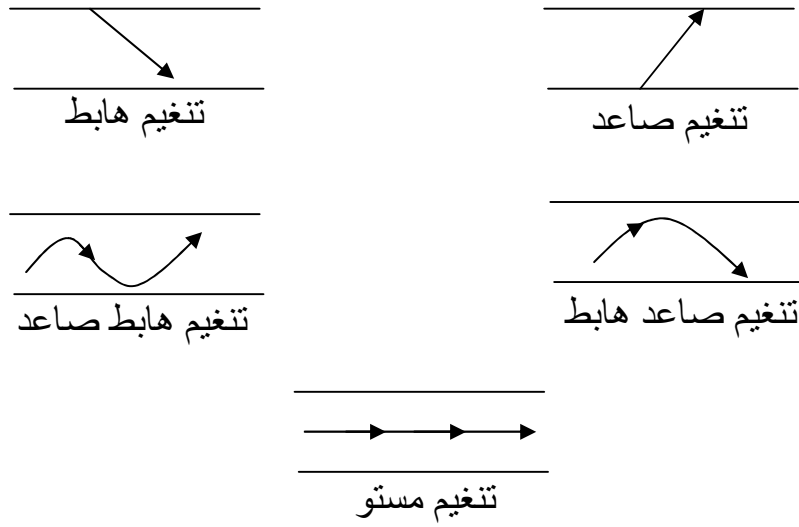 تنغيم صاعد
تنغيم هابط
تنغيم صاعد هابط
تنغيم هابط صاعد
تنغيم مستو